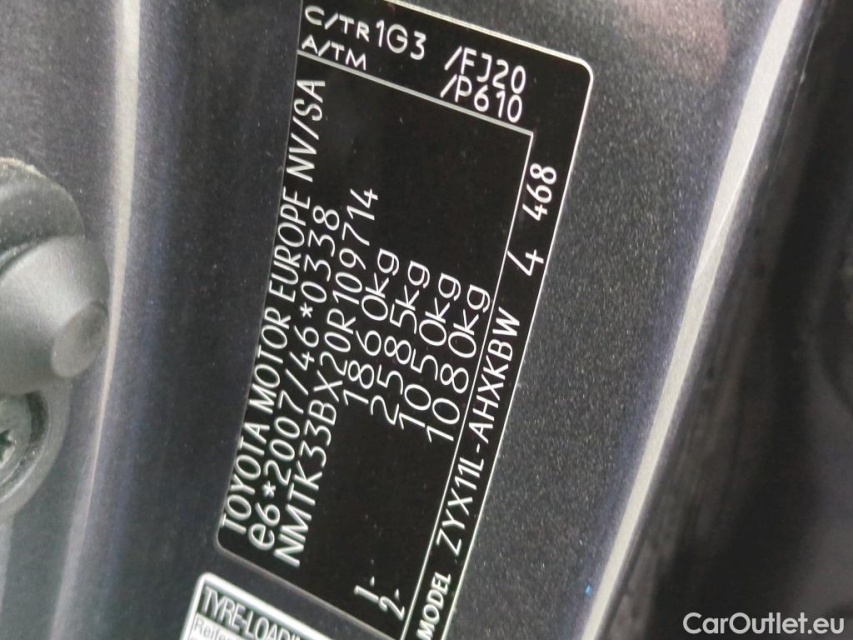 C/TR 1G3 /FJ20
A/TM /P610
TOYOTA MOTOR EUROPE NV/SA
e6*2007/46*0338
NMTK33BX20R109714
1860kg
2585kg
1- 1050kg
2- 1080kg
MODEL ZYX11L-AHXKBW 4 468
TYRE-LOADI
CarOutlet.eu